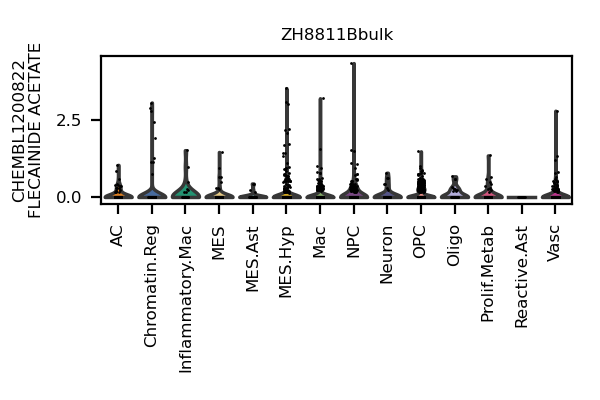 ZH8811Bbulk
CHEMBL1200822
FLECAINIDE ACETATE
2.5
0.0
AC
Chromatin.Reg
Inflammatory.Mac
MES
MES.Ast
MES.Hyp
Mac
NPC
Neuron
OPC
Oligo
Prolif.Metab
Reactive.Ast
Vasc